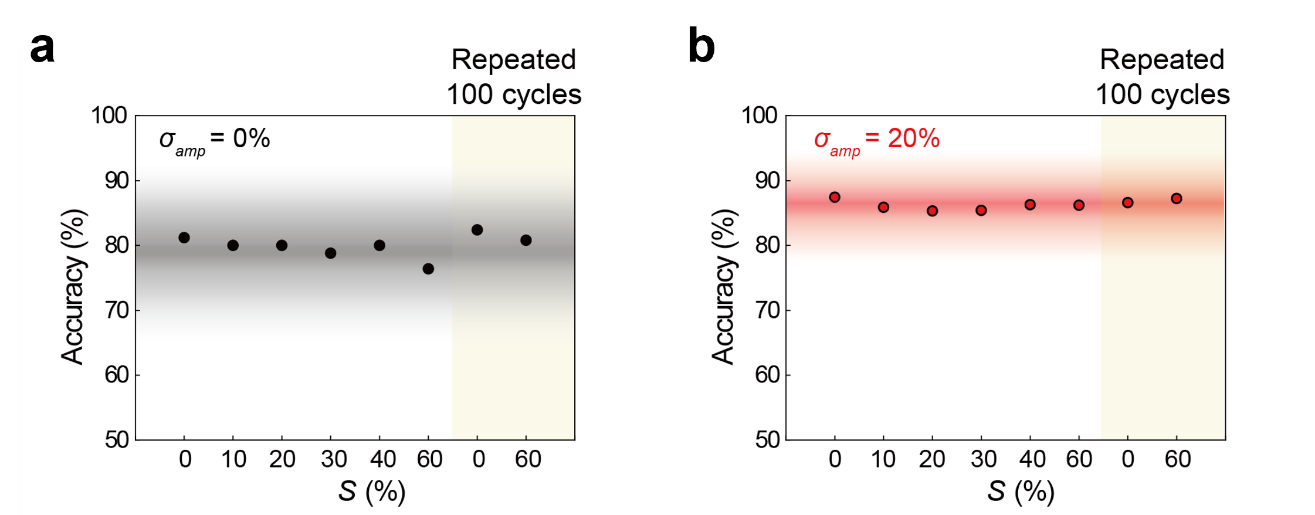 a
Repeated
100 cycles
σamp = 0%
100
90
80
70
60
50
Accuracy (%)
0 10 20 30 40 60 0 60
S (%)
b
Repeated
100 cycles
σamp = 20%
100
90
80
70
60
50
Accuracy (%)
0 10 20 30 40 60 0 60
S (%)